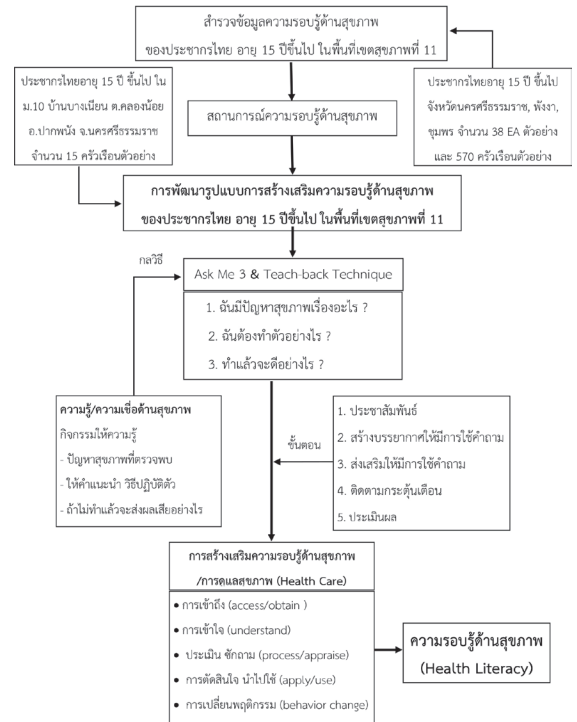 สำรวจข้อมูลความรอบรู้ด้านสุขภาพ
ของประชากรไทย อายุ 15 ปีขึ้นไป ในพื้นที่เขตสุขภาพที่ 11
ประชากรไทยอายุ 15 ปี ขึ้นไป ใน
ม.10 บ้านบางเนียน ต.คลองน้อย
อ.ปากพนัง จ.นครศรีธรรมราช
จำนวน 15 ครัวเรือนตัวอย่าง
ประชากรไทยอายุ 15 ปี ขึ้นไป
จังหวัดนครศรีธรรมราช, พังงา,
ชุมพร จำนวน 38 EA ตัวอย่าง
และ 570 ครัวเรือนตัวอย่าง
สถานการณ์ความรอบรู้ด้านสุขภาพ
การพัฒนารูปแบบการสร้างเสริมความรอบรู้ด้านสุขภาพ
ของประชากรไทย อายุ 15 ปีขึ้นไป ในพื้นที่เขตสุขภาพที่ 11
กลวิธี
Ask Me 3 & Teach-back Technique
1. ฉันมีปัญหาสุขภาพเรื่องอะไร ?
2. ฉันต้องทำตัวอย่างไร ?
3. ทำแล้วจะดีอย่างไร ?
ความรู้/ความเชื่อด้านสุขภาพ
กิจกรรมให้ความรู้
- ปัญหาสุขภาพที่ตรวจพบ
- ให้คำแนะนำ วิธีปฏิบัติตัว
- ถ้าไม่ทำแล้วจะส่งผลเสียอย่างไร
ขั้นตอน
1. ประชาสัมพันธ์
2. สร้างบรรยากาศให้มีการใช้คำถาม
3. ส่งเสริมให้มีการใช้คำถาม
4. ติดตามกระตุ้นเตือน
5. ประเมินผล
การสร้างเสริมความรอบรู้ด้านสุขภาพ
/การดูแลสุขภาพ (Health Care)
• การเข้าถึง (access/obtain )
• การเข้าใจ (understand)
• ประเมิน ซักถาม (process/appraise)
• การตัดสินใจ นำไปใช้ (apply/use)
• การเปลี่ยนพฤติกรรม (behavior change)
ความรอบรู้ด้านสุขภาพ
(Health Literacy)